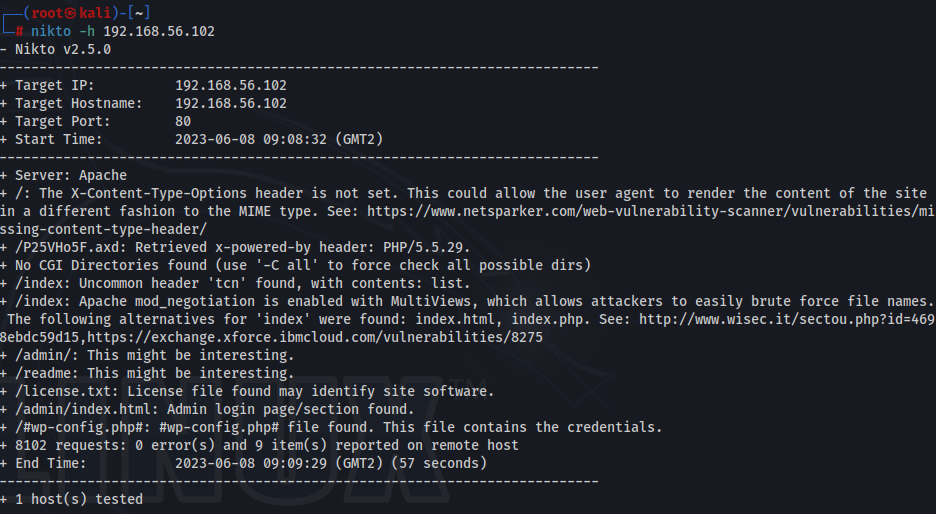 ┌──(root㉿kali)-[~]
└─# nikto -h 192.168.56.102
- Nikto v2.5.0
---------------------------------------------------------------------------
+ Target IP:          192.168.56.102
+ Target Hostname:    192.168.56.102
+ Target Port:        80
+ Start Time:         2023-06-08 09:08:32 (GMT2)
---------------------------------------------------------------------------
+ Server: Apache
+ /: The X-Content-Type-Options header is not set. This could allow the user agent to render the content of the site
in a different fashion to the MIME type. See: https://www.netsparker.com/web-vulnerability-scanner/vulnerabilities/mi
ssing-content-type-header/
+ /P25VHo5F.axd: Retrieved x-powered-by header: PHP/5.5.29.
+ No CGI Directories found (use '-C all' to force check all possible dirs)
+ /index: Uncommon header 'tcn' found, with contents: list.
+ /index: Apache mod_negotiation is enabled with MultiViews, which allows attackers to easily brute force file names.
 The following alternatives for 'index' were found: index.html, index.php. See: http://www.wisec.it/sectou.php?id=469
8ebdc59d15,https://exchange.xforce.ibmcloud.com/vulnerabilities/8275
+ /admin/: This might be interesting.
+ /readme: This might be interesting.
+ /license.txt: License file found may identify site software.
+ /admin/index.html: Admin login page/section found.
+ /#wp-config.php#: #wp-config.php# file found. This file contains the credentials.
+ 8102 requests: 0 error(s) and 9 item(s) reported on remote host
+ End Time:           2023-06-08 09:09:29 (GMT2) (57 seconds)
---------------------------------------------------------------------------
+ 1 host(s) tested